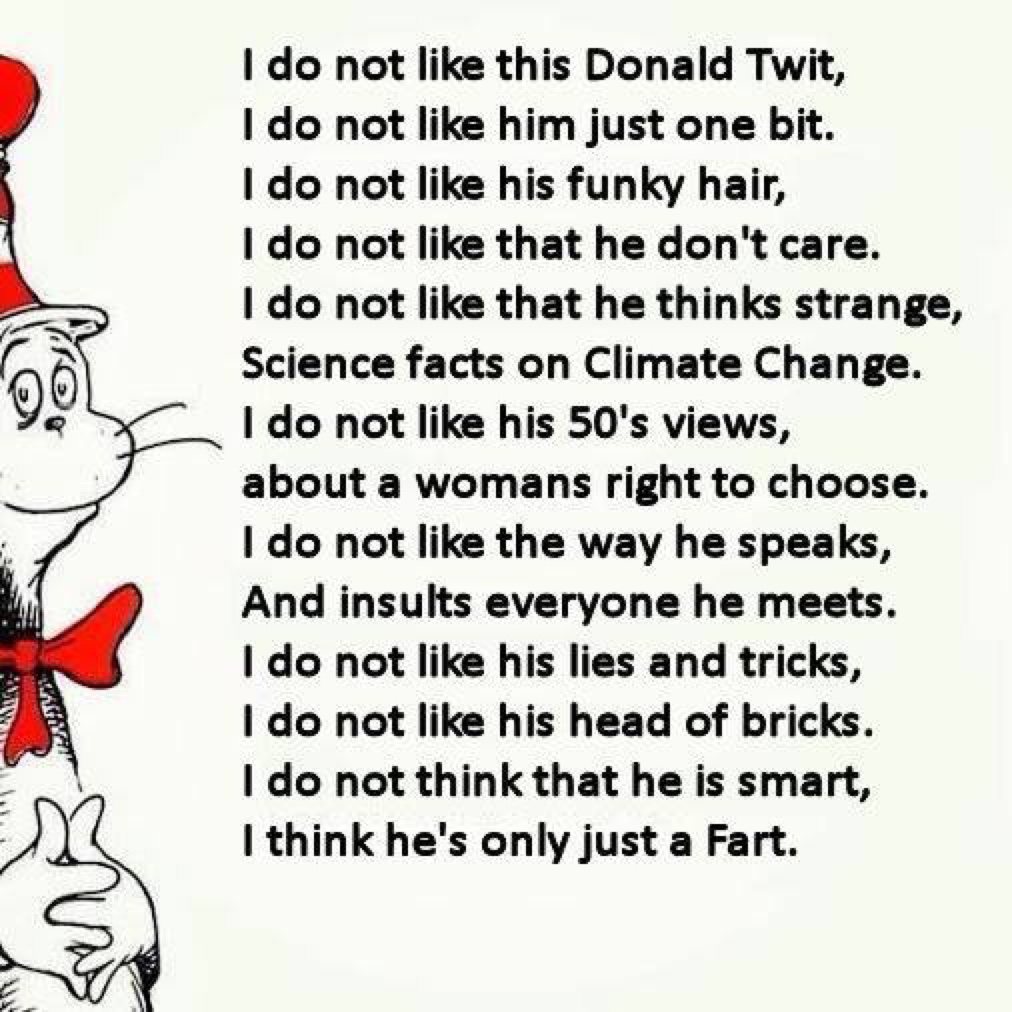 I do not like this Donald Twit,
I do not like him just one bit.
I do not like his funky hair,
I do not like that he don't care.
I do not like that he thinks strange,
Science facts on Climate Change.
I do not like his 50's views,
about a womans right to choose.
I do not like the way he speaks,
And insults everyone he meets.
I do not like his lies and tricks,
I do not like his head of bricks.
I do not think that he is smart,
I think he's only just a Fart.